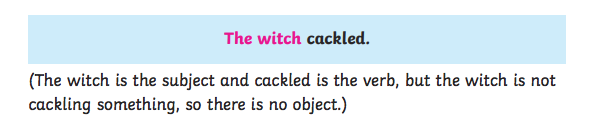 The witch cackled.
(The witch is the subject and cackled is the verb, but the witch is not
cackling something, so there is no object.)